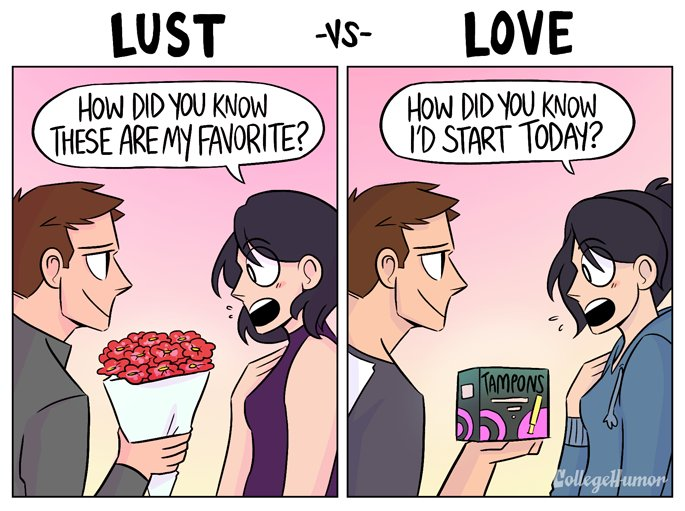 LUST -VS- LOVE
HOW DID YOU KNOW
THESE ARE MY FAVORITE?
HOW DID YOU KNOW
I'D START TODAY?
TAMPONS
CollegeHumor